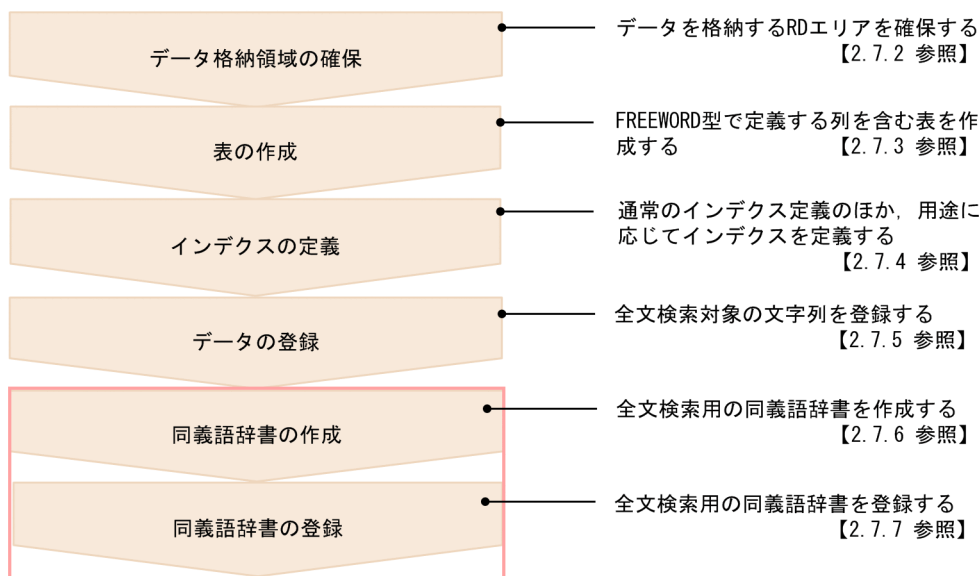 データ格納領域の確保
データを格納するRDエリアを確保する
【2.7.2 参照】
表の作成
FREEWORD型で定義する列を含む表を作
成する 【2.7.3 参照】
インデクスの定義
通常のインデクス定義のほか，用途に
応じてインデクスを定義する
【2.7.4 参照】
データの登録
全文検索対象の文字列を登録する
【2.7.5 参照】
同義語辞書の作成
全文検索用の同義語辞書を作成する
【2.7.6 参照】
同義語辞書の登録
全文検索用の同義語辞書を登録する
【2.7.7 参照】